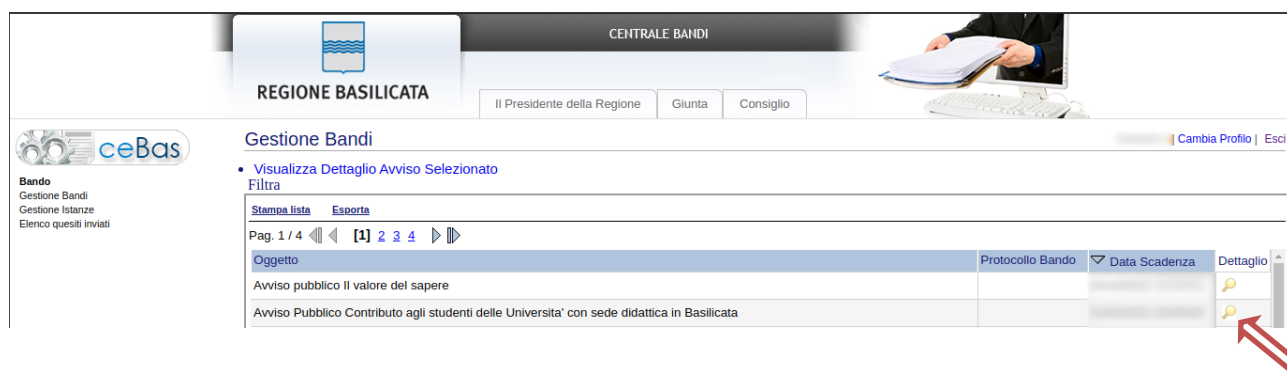 CENTRALE BANDI
REGIONE BASILICATA
Il Presidente della Regione Giunta Consiglio
ceBas
Gestione Bandi
| Cambia Profilo | Esci
Visualizza Dettaglio Avviso Selezionato
Filtra
Bando
Gestione Bandi
Gestione Istanze
Elenco quesiti inviati
Stampa lista Esporta
Pag. 1 / 4 [1] 2 3 4
Oggetto Protocollo Bando Data Scadenza Dettaglio
Avviso pubblico Il valore del sapere
Avviso Pubblico Contributo agli studenti delle Universita' con sede didattica in Basilicata